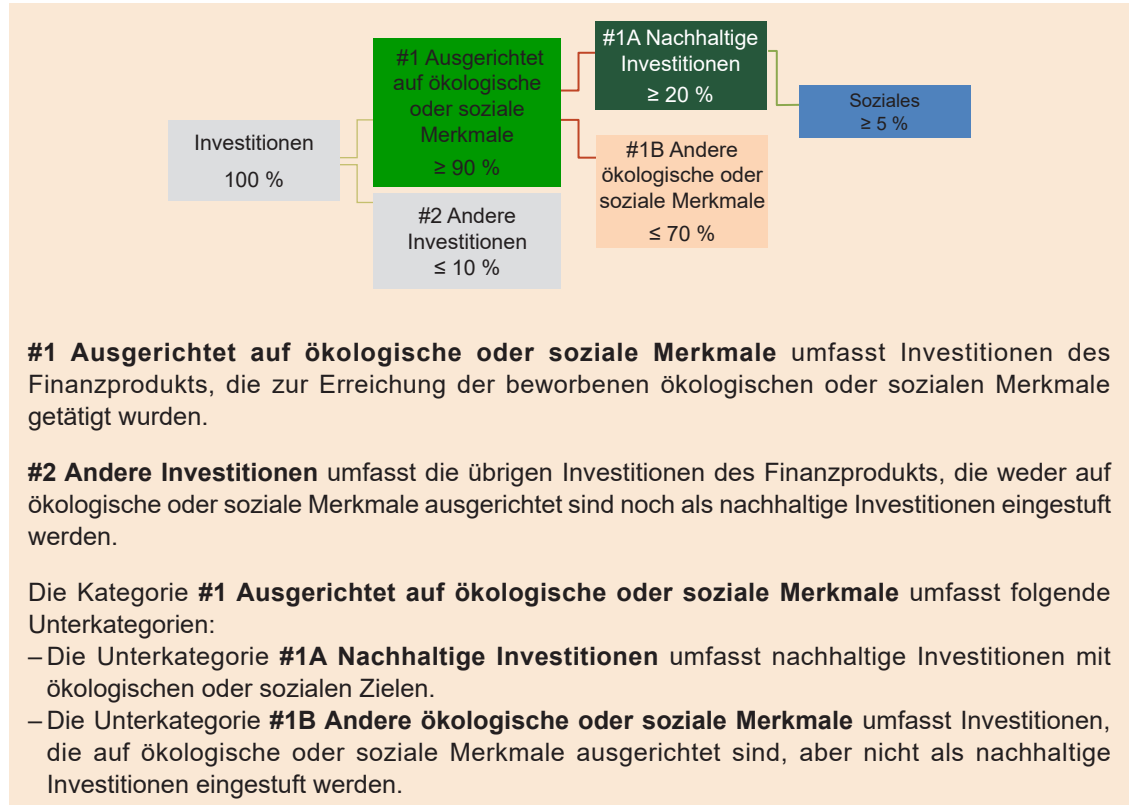 Investitionen
100 %
#1 Ausgerichtet
auf ökologische
oder soziale
Merkmale
≥ 90 %
#2 Andere
Investitionen
≤ 10 %
#1A Nachhaltige
Investitionen
≥ 20 %
#1B Andere
ökologische oder
soziale Merkmale
≤ 70 %
Soziales
≥ 5 %
#1 Ausgerichtet auf ökologische oder soziale Merkmale umfasst Investitionen des
Finanzprodukts, die zur Erreichung der beworbenen ökologischen oder sozialen Merkmale
getätigt wurden.
#2 Andere Investitionen umfasst die übrigen Investitionen des Finanzprodukts, die weder auf
ökologische oder soziale Merkmale ausgerichtet sind noch als nachhaltige Investitionen eingestuft
werden.
Die Kategorie #1 Ausgerichtet auf ökologische oder soziale Merkmale umfasst folgende
Unterkategorien:
– Die Unterkategorie #1A Nachhaltige Investitionen umfasst nachhaltige Investitionen mit
ökologischen oder sozialen Zielen.
– Die Unterkategorie #1B Andere ökologische oder soziale Merkmale umfasst Investitionen,
die auf ökologische oder soziale Merkmale ausgerichtet sind, aber nicht als nachhaltige
Investitionen eingestuft werden.